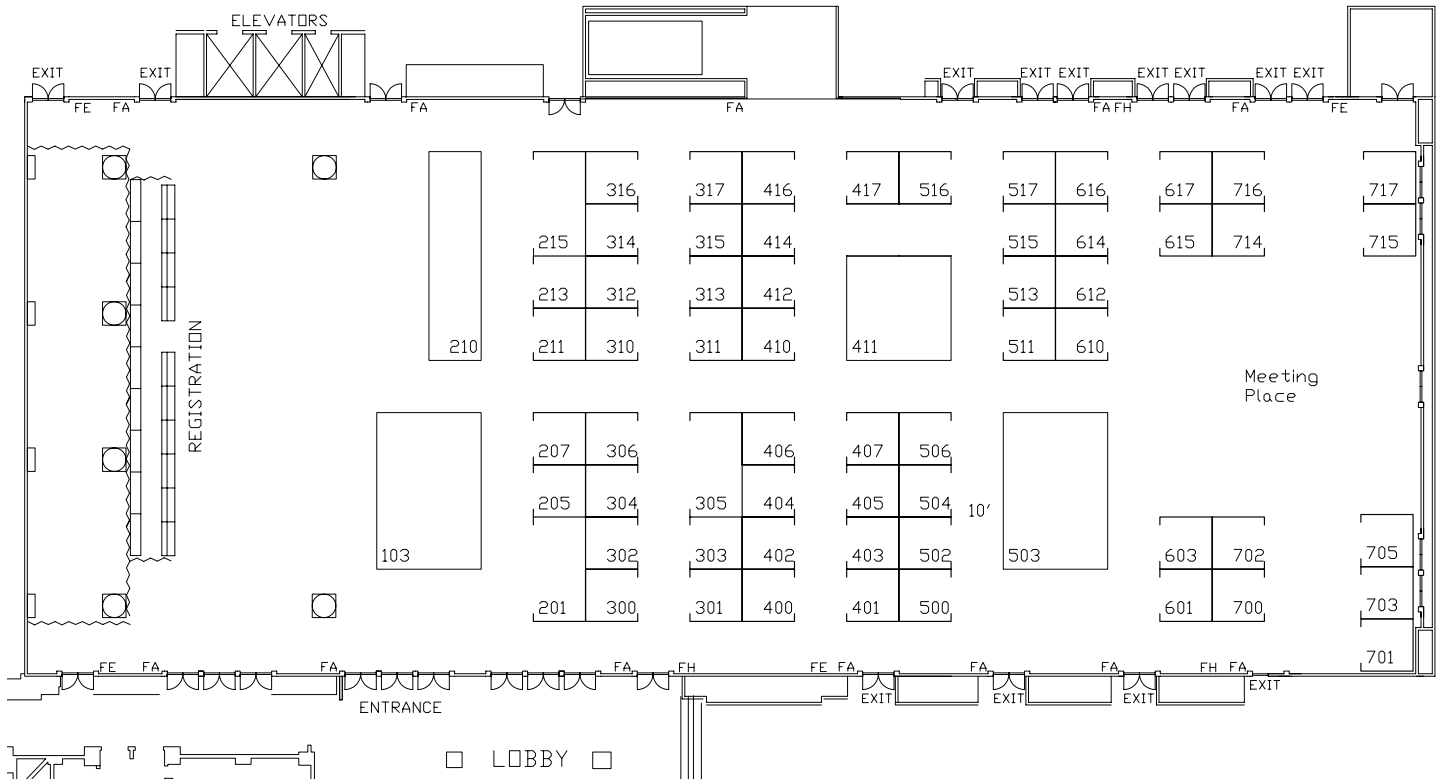 ELEVATORS
EXIT EXIT EXIT EXIT EXIT EXIT EXIT EXIT EXIT
FE FA FA FA FA FH FA FE
316 317 416 417 516 517 616 617 716 717
215 314 315 414 515 614 615 714 715
213 312 313 412 513 612
210 211 310 311 410 411 511 610
REGISTRATION
Meeting
Place
207 306 406 407 506
205 304 305 404 405 504 10'
103 302 303 402 403 502 503 603 702 705
201 300 301 400 401 500 601 700 703
701
FE FA FA FA FH FE FA FA FA FH FA
EXIT EXIT EXIT EXIT
ENTRANCE
LOBBY